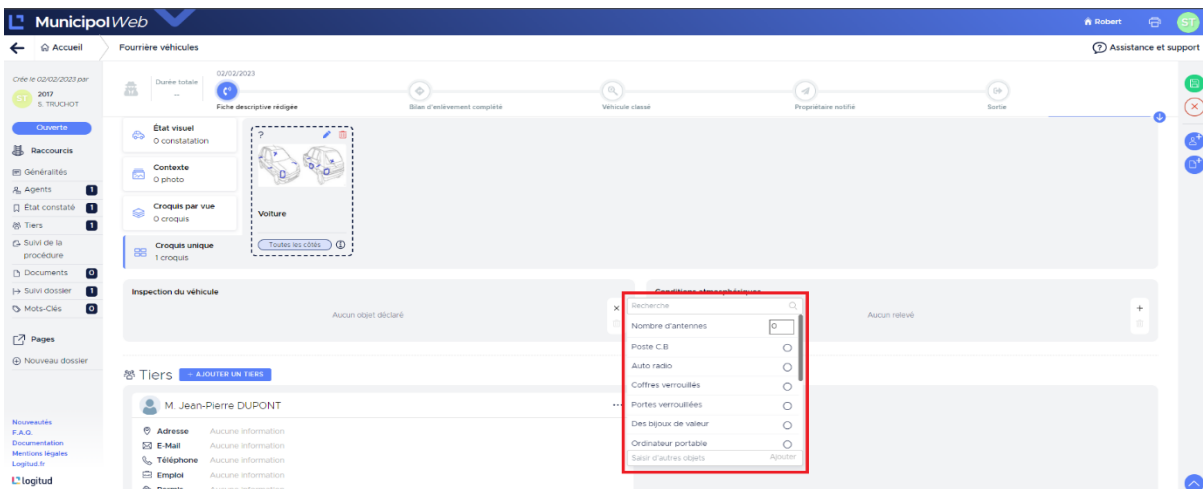 MunicipolWeb
Robert
ST
Accueil
Fourrière véhicules
Assistance et support
Crée le 02/02/2023 par
ST
2017
S. TRUCHOT
Ouverte
Raccourcis
Généralités
Agents 1
État constaté 1
Tiers 1
Suivi de la
procédure
Documents 0
Suivi dossier 1
Mots-Clés 0
Pages
Nouveau dossier
Nouveautés
F.A.Q.
Documentation
Mentions légales
Logitud.fr
logitud
Durée totale
--
02/02/2023
Fiche descriptive rédigée
Bilan d'enlèvement complété
Véhicule classé
Propriétaire notifié
Sortie
État visuel
0 constatation
Contexte
0 photo
Croquis par vue
0 croquis
Croquis unique
1 croquis
?
Voiture
Toutes les côtés
Inspection du véhicule
Aucun objet déclaré
Conditions atmosphériques
Aucun relevé
Recherche
Nombre d'antennes 0
Poste C.B
Auto radio
Coffres verrouillés
Portes verrouillées
Des bijoux de valeur
Ordinateur portable
Saisir d'autres objets Ajouter
Tiers
+ AJOUTER UN TIERS
M. Jean-Pierre DUPONT
Adresse Aucune information
E-Mail Aucune information
Téléphone Aucune information
Emploi Aucune information
Permis Aucune information